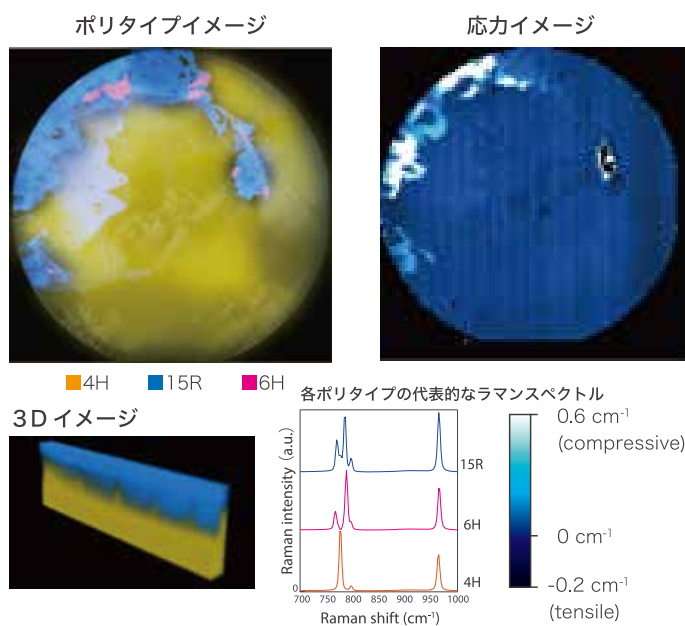 ポリタイプイメージ
応力イメージ
4H
15R
6H
3D イメージ
各ポリタイプの代表的なラマンスペクトル
Raman intensity (a.u.)
15R
6H
4H
0
700 750 800 850 900 950 1000
Raman shift (cm⁻¹)
0.6 cm⁻¹
(compressive)
0 cm⁻¹
-0.2 cm⁻¹
(tensile)